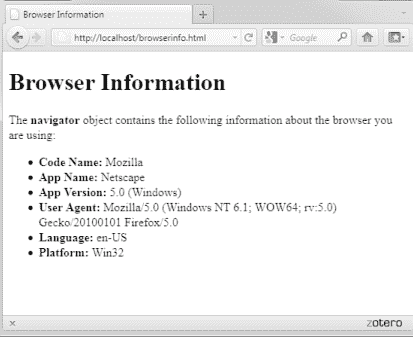 Browser Information
http://localhost/browserinfo.html
Google
Browser Information
The navigator object contains the following information about the browser you
are using:
Code Name: Mozilla
App Name: Netscape
App Version: 5.0 (Windows)
User Agent: Mozilla/5.0 (Windows NT 6.1; WOW64; rv:5.0)
Gecko/20100101 Firefox/5.0
Language: en-US
Platform: Win32
zotero